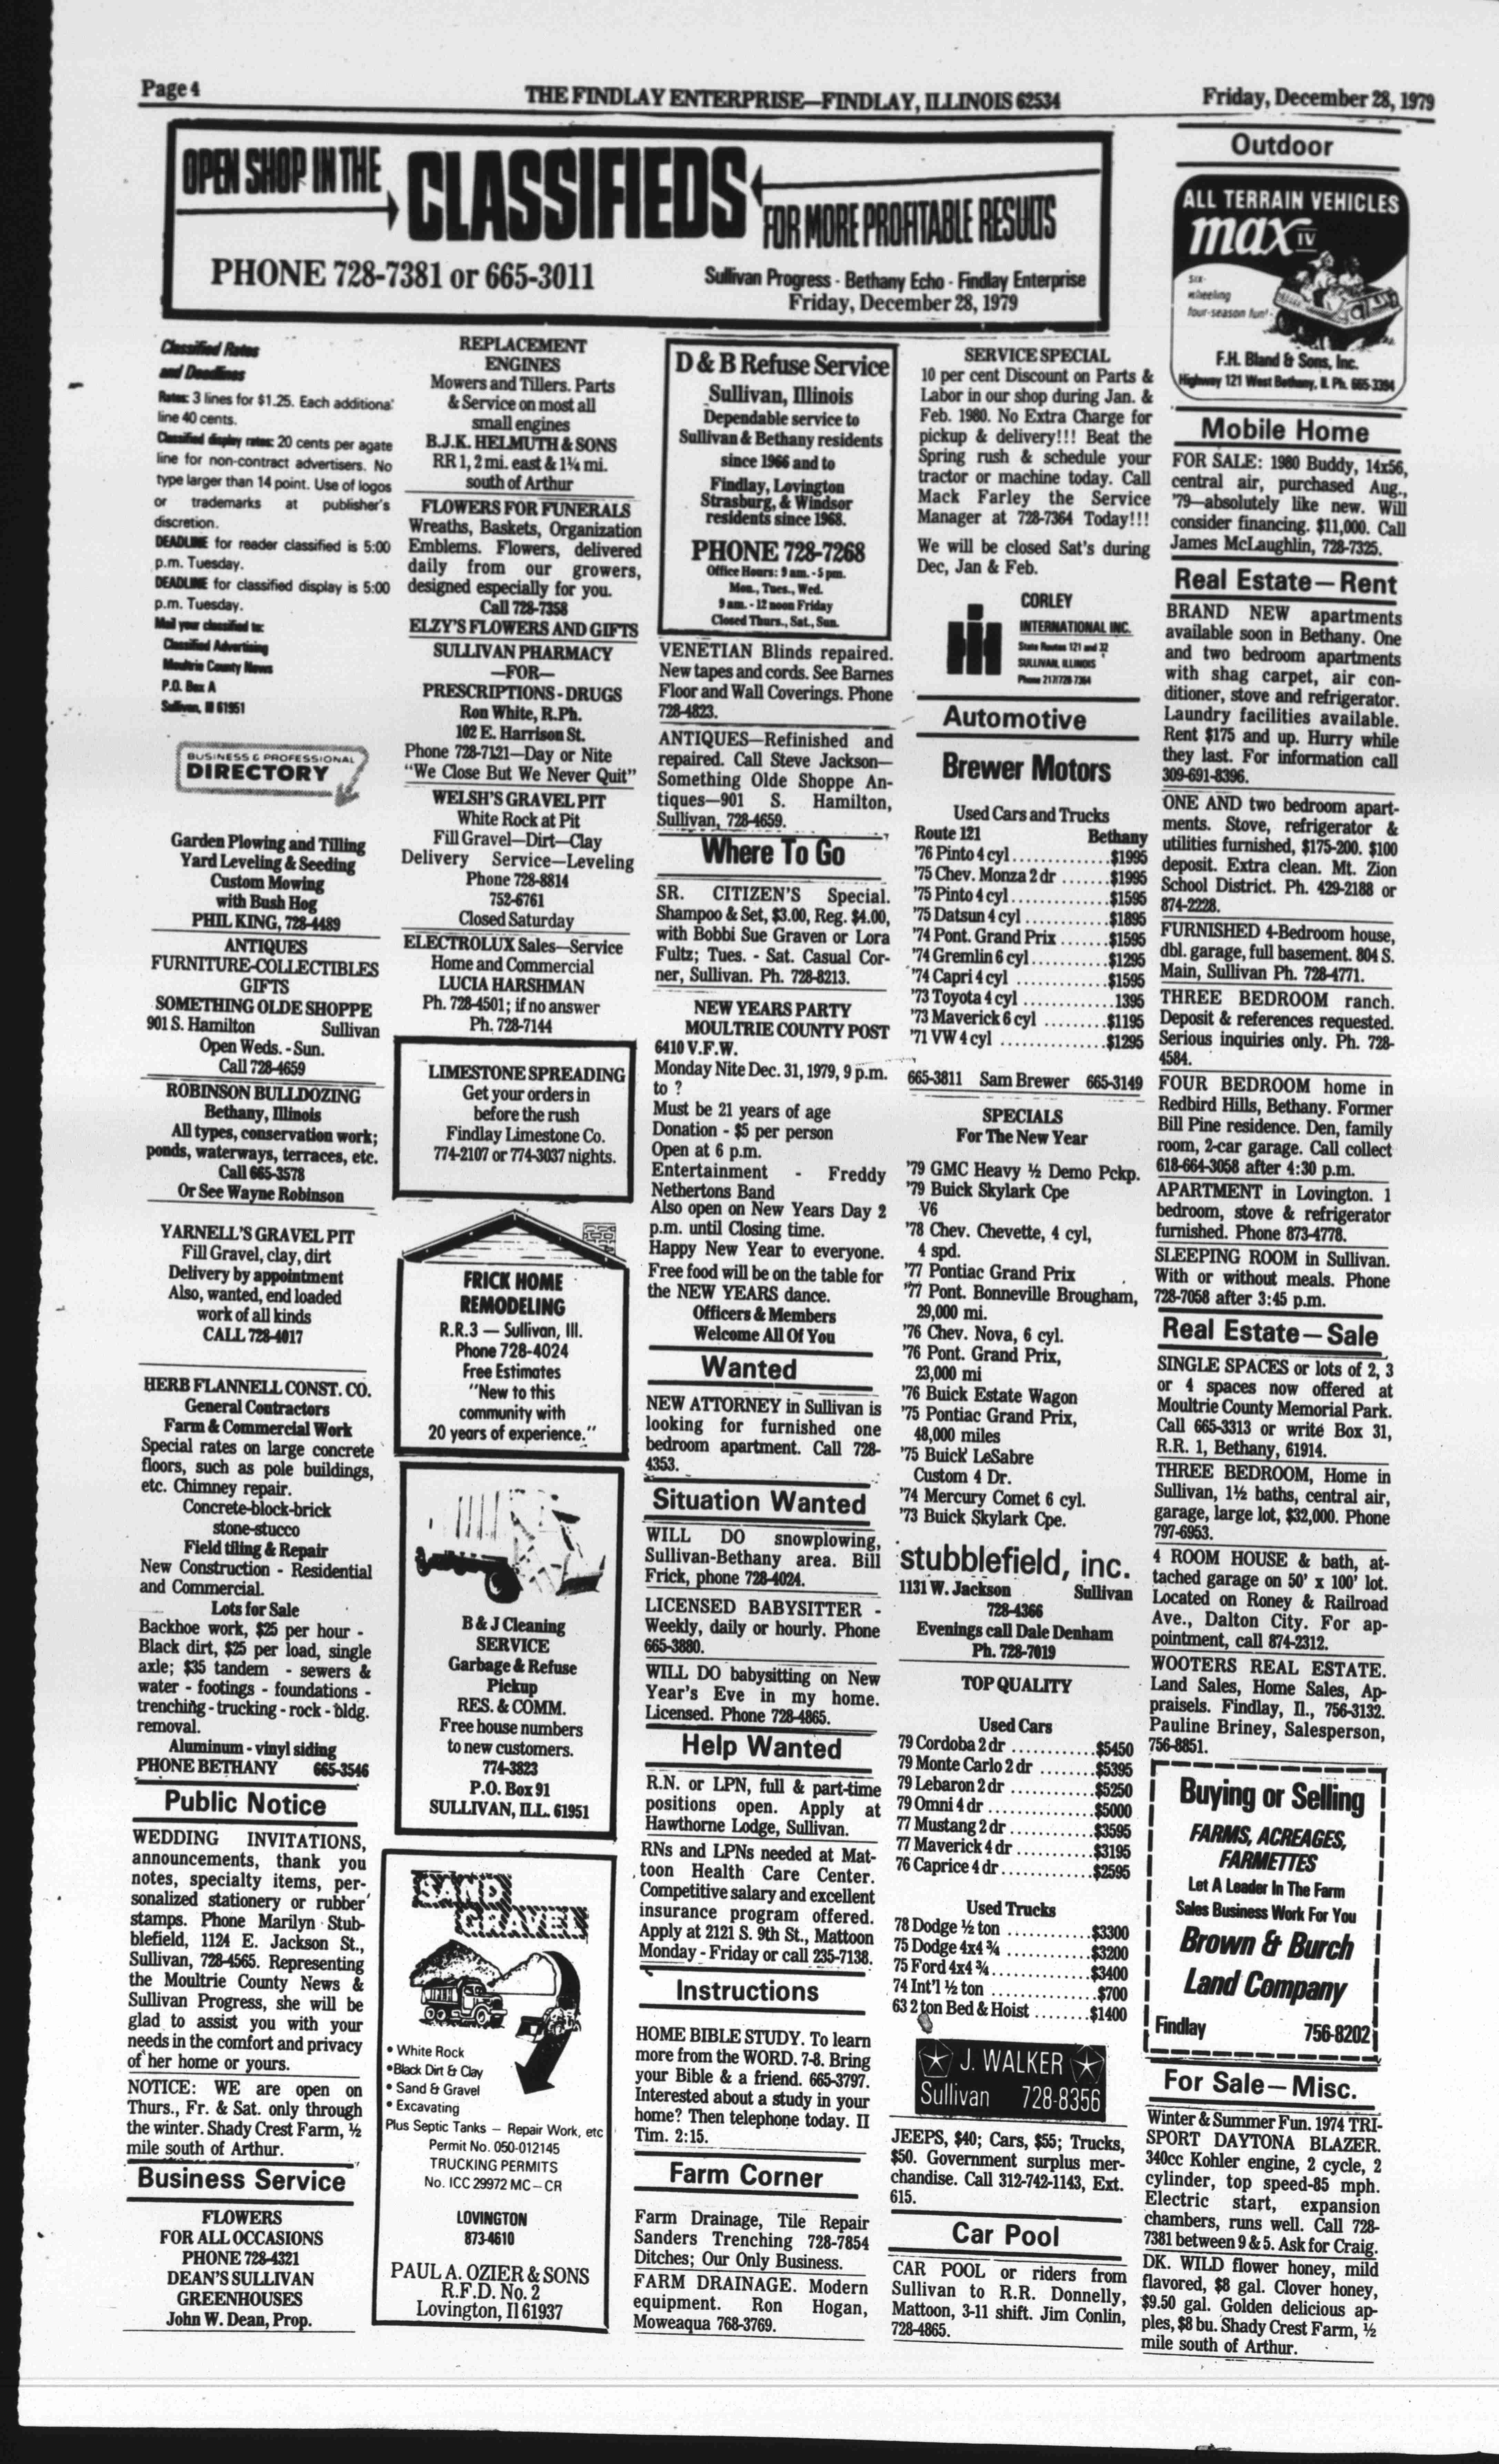 Page 4
THE FINDLAY ENTERPRISE—FINDLAY, ILLINOIS 62534
Friday, December 28, 1979
OPEN SHOP IN THE
CLASSIFIEDS
FOR MORE PROFITABLE RESULTS
PHONE 728-7381 or 665-3011
Sullivan Progress - Bethany Echo - Findlay Enterprise
Friday, December 28, 1979
Classified Rates
and Deadlines
Rates: 3 lines for $1.25. Each additional
line 40 cents.
Classified display rates: 20 cents per agate
line for non-contract advertisers. No
type larger than 14 point. Use of logos
or trademarks at publisher's
discretion.
DEADLINE for reader classified is 5:00
p.m. Tuesday.
DEADLINE for classified display is 5:00
p.m. Tuesday.
Mail your classified to:
Classified Advertising
Moultrie County News
P.O. Box A
Sullivan, Ill 61951
BUSINESS & PROFESSIONAL
DIRECTORY
Garden Plowing and Tilling
Yard Leveling & Seeding
Custom Mowing
with Bush Hog
PHIL KING, 728-4489
ANTIQUES
FURNITURE-COLLECTIBLES
GIFTS
SOMETHING OLDE SHOPPE
901 S. Hamilton Sullivan
Open Weds. - Sun.
Call 728-4659
ROBINSON BULLDOZING
Bethany, Illinois
All types, conservation work;
ponds, waterways, terraces, etc.
Call 665-3578
Or See Wayne Robinson
YARNELL'S GRAVEL PIT
Fill Gravel, clay, dirt
Delivery by appointment
Also, wanted, end loaded
work of all kinds
CALL 728-4017
HERB FLANNELL CONST. CO.
General Contractors
Farm & Commercial Work
Special rates on large concrete
floors, such as pole buildings,
etc. Chimney repair.
Concrete-block-brick
stone-stucco
Field tiling & Repair
New Construction - Residential
and Commercial.
Lots for Sale
Backhoe work, $25 per hour -
Black dirt, $25 per load, single
axle; $35 tandem - sewers &
water - footings - foundations -
trenching - trucking - rock - bldg.
removal.
Aluminum - vinyl siding
PHONE BETHANY 665-3546
Public Notice
WEDDING INVITATIONS,
announcements, thank you
notes, specialty items, per-
sonalized stationery or rubber
stamps. Phone Marilyn Stub-
blefield, 1124 E. Jackson St.,
Sullivan, 728-4565. Representing
the Moultrie County News &
Sullivan Progress, she will be
glad to assist you with your
needs in the comfort and privacy
of her home or yours.
NOTICE: WE are open on
Thurs., Fr. & Sat. only through
the winter. Shady Crest Farm, ½
mile south of Arthur.
Business Service
FLOWERS
FOR ALL OCCASIONS
PHONE 728-4321
DEAN'S SULLIVAN
GREENHOUSES
John W. Dean, Prop.
REPLACEMENT
ENGINES
Mowers and Tillers. Parts
& Service on most all
small engines
B.J.K. HELMUTH & SONS
RR 1, 2 mi. east & 1¼ mi.
south of Arthur
FLOWERS FOR FUNERALS
Wreaths, Baskets, Organization
Emblems. Flowers, delivered
daily from our growers,
designed especially for you.
Call 728-7358
ELZY'S FLOWERS AND GIFTS
SULLIVAN PHARMACY
—FOR—
PRESCRIPTIONS - DRUGS
Ron White, R.Ph.
102 E. Harrison St.
Phone 728-7121—Day or Nite
"We Close But We Never Quit"
WELSH'S GRAVEL PIT
White Rock at Pit
Fill Gravel—Dirt—Clay
Delivery Service—Leveling
Phone 728-8814
752-6761
Closed Saturday
ELECTROLUX Sales—Service
Home and Commercial
LUCIA HARSHMAN
Ph. 728-4501; if no answer
Ph. 728-7144
LIMESTONE SPREADING
Get your orders in
before the rush
Findlay Limestone Co.
774-2107 or 774-3037 nights.
FRICK HOME
REMODELING
R.R.3 — Sullivan, Ill.
Phone 728-4024
Free Estimates
"New to this
community with
20 years of experience."
B & J Cleaning
SERVICE
Garbage & Refuse
Pickup
RES. & COMM.
Free house numbers
to new customers.
774-3823
P.O. Box 91
SULLIVAN, ILL. 61951
SAND
GRAVEL
• White Rock
• Black Dirt & Clay
• Sand & Gravel
• Excavating
Plus Septic Tanks — Repair Work, etc
Permit No. 050-012145
TRUCKING PERMITS
No. ICC 29972 MC—CR
LOVINGTON
873-4610
PAUL A. OZIER & SONS
R.F.D. No. 2
Lovington, Il 61937
D & B Refuse Service
Sullivan, Illinois
Dependable service to
Sullivan & Bethany residents
since 1966 and to
Findlay, Lovington
Strasburg, & Windsor
residents since 1968.
PHONE 728-7268
Office Hours: 9 am. - 5 pm.
Mon., Tues., Wed.
9 am. - 12 noon Friday
Closed Thurs., Sat., Sun.
VENETIAN Blinds repaired.
New tapes and cords. See Barnes
Floor and Wall Coverings. Phone
728-4823.
ANTIQUES—Refinished and
repaired. Call Steve Jackson—
Something Olde Shoppe An-
tiques—901 S. Hamilton,
Sullivan, 728-4659.
Where To Go
SR. CITIZEN'S Special.
Shampoo & Set, $3.00, Reg. $4.00,
with Bobbi Sue Graven or Lora
Fultz; Tues. - Sat. Casual Cor-
ner, Sullivan. Ph. 728-8213.
NEW YEARS PARTY
MOULTRIE COUNTY POST
6410 V.F.W.
Monday Nite Dec. 31, 1979, 9 p.m.
to ?
Must be 21 years of age
Donation - $5 per person
Open at 6 p.m.
Entertainment - Freddy
Nethertons Band
Also open on New Years Day 2
p.m. until Closing time.
Happy New Year to everyone.
Free food will be on the table for
the NEW YEARS dance.
Officers & Members
Welcome All Of You
Wanted
NEW ATTORNEY in Sullivan is
looking for furnished one
bedroom apartment. Call 728-
4353.
Situation Wanted
WILL DO snowplowing,
Sullivan-Bethany area. Bill
Frick, phone 728-4024.
LICENSED BABYSITTER -
Weekly, daily or hourly. Phone
665-3880.
WILL DO babysitting on New
Year's Eve in my home.
Licensed. Phone 728-4865.
Help Wanted
R.N. or LPN, full & part-time
positions open. Apply at
Hawthorne Lodge, Sullivan.
RNs and LPNs needed at Mat-
toon Health Care Center.
Competitive salary and excellent
insurance program offered.
Apply at 2121 S. 9th St., Mattoon
Monday - Friday or call 235-7138.
Instructions
HOME BIBLE STUDY. To learn
more from the WORD. 7-8. Bring
your Bible & a friend. 665-3797.
Interested about a study in your
home? Then telephone today. II
Tim. 2:15.
Farm Corner
Farm Drainage, Tile Repair
Sanders Trenching 728-7854
Ditches; Our Only Business.
FARM DRAINAGE. Modern
equipment. Ron Hogan,
Moweaqua 768-3769.
SERVICE SPECIAL
10 per cent Discount on Parts &
Labor in our shop during Jan. &
Feb. 1980. No Extra Charge for
pickup & delivery!!! Beat the
Spring rush & schedule your
tractor or machine today. Call
Mack Farley the Service
Manager at 728-7364 Today!!!
We will be closed Sat's during
Dec, Jan & Feb.
CORLEY
INTERNATIONAL INC.
State Routes 121 and 32
SULLIVAN, ILLINOIS
Phone 217/728-7364
Automotive
Brewer Motors
Used Cars and Trucks
Route 121 Bethany
'76 Pinto 4 cyl.............$1995
'75 Chev. Monza 2 dr .......$1995
'75 Pinto 4 cyl.............$1595
'75 Datsun 4 cyl ...........$1895
'74 Pont. Grand Prix .......$1595
'74 Gremlin 6 cyl...........$1295
'74 Capri 4 cyl ............$1595
'73 Toyota 4 cyl ............1395
'73 Maverick 6 cyl .........$1195
'71 VW 4 cyl ...............$1295
665-3811 Sam Brewer 665-3149
SPECIALS
For The New Year
'79 GMC Heavy ½ Demo Pckp.
'79 Buick Skylark Cpe
V6
'78 Chev. Chevette, 4 cyl,
4 spd.
'77 Pontiac Grand Prix
'77 Pont. Bonneville Brougham,
29,000 mi.
'76 Chev. Nova, 6 cyl.
'76 Pont. Grand Prix,
23,000 mi
'76 Buick Estate Wagon
'75 Pontiac Grand Prix,
48,000 miles
'75 Buick LeSabre
Custom 4 Dr.
'74 Mercury Comet 6 cyl.
'73 Buick Skylark Cpe.
stubblefield, inc.
1131 W. Jackson Sullivan
728-4366
Evenings call Dale Denham
Ph. 728-7019
TOP QUALITY
Used Cars
79 Cordoba 2 dr ...........$5450
79 Monte Carlo 2 dr ........$5395
79 Lebaron 2 dr ...........$5250
79 Omni 4 dr ..............$5000
77 Mustang 2 dr ...........$3595
77 Maverick 4 dr ..........$3195
76 Caprice 4 dr............$2595
Used Trucks
78 Dodge ½ ton ...........$3300
75 Dodge 4x4 ¾ ...........$3200
75 Ford 4x4 ¾.............$3400
74 Int'l ½ ton ..............$700
63 2 ton Bed & Hoist ........$1400
J. WALKER
Sullivan 728-8356
JEEPS, $40; Cars, $55; Trucks,
$50. Government surplus mer-
chandise. Call 312-742-1143, Ext.
615.
Car Pool
CAR POOL or riders from
Sullivan to R.R. Donnelly,
Mattoon, 3-11 shift. Jim Conlin,
728-4865.
Outdoor
ALL TERRAIN VEHICLES
max IV
six-
wheeling
four-season fun!
F.H. Bland & Sons, Inc.
Highway 121 West Bethany, Il. Ph. 665-3394
Mobile Home
FOR SALE: 1980 Buddy, 14x56,
central air, purchased Aug.,
'79—absolutely like new. Will
consider financing. $11,000. Call
James McLaughlin, 728-7325.
Real Estate—Rent
BRAND NEW apartments
available soon in Bethany. One
and two bedroom apartments
with shag carpet, air con-
ditioner, stove and refrigerator.
Laundry facilities available.
Rent $175 and up. Hurry while
they last. For information call
309-691-8396.
ONE AND two bedroom apart-
ments. Stove, refrigerator &
utilities furnished, $175-200. $100
deposit. Extra clean. Mt. Zion
School District. Ph. 429-2188 or
874-2228.
FURNISHED 4-Bedroom house,
dbl. garage, full basement. 804 S.
Main, Sullivan Ph. 728-4771.
THREE BEDROOM ranch.
Deposit & references requested.
Serious inquiries only. Ph. 728-
4584.
FOUR BEDROOM home in
Redbird Hills, Bethany. Former
Bill Pine residence. Den, family
room, 2-car garage. Call collect
618-664-3058 after 4:30 p.m.
APARTMENT in Lovington. 1
bedroom, stove & refrigerator
furnished. Phone 873-4778.
SLEEPING ROOM in Sullivan.
With or without meals. Phone
728-7058 after 3:45 p.m.
Real Estate—Sale
SINGLE SPACES or lots of 2, 3
or 4 spaces now offered at
Moultrie County Memorial Park.
Call 665-3313 or write Box 31,
R.R. 1, Bethany, 61914.
THREE BEDROOM, Home in
Sullivan, 1½ baths, central air,
garage, large lot, $32,000. Phone
797-6953.
4 ROOM HOUSE & bath, at-
tached garage on 50' x 100' lot.
Located on Roney & Railroad
Ave., Dalton City. For ap-
pointment, call 874-2312.
WOOTERS REAL ESTATE.
Land Sales, Home Sales, Ap-
praisels. Findlay, Il., 756-3132.
Pauline Briney, Salesperson,
756-8851.
Buying or Selling
FARMS, ACREAGES,
FARMETTES
Let A Leader In The Farm
Sales Business Work For You
Brown & Burch
Land Company
Findlay 756-8202
For Sale—Misc.
Winter & Summer Fun. 1974 TRI-
SPORT DAYTONA BLAZER.
340cc Kohler engine, 2 cycle, 2
cylinder, top speed-85 mph.
Electric start, expansion
chambers, runs well. Call 728-
7381 between 9 & 5. Ask for Craig.
DK. WILD flower honey, mild
flavored, $8 gal. Clover honey,
$9.50 gal. Golden delicious ap-
ples, $8 bu. Shady Crest Farm, ½
mile south of Arthur.